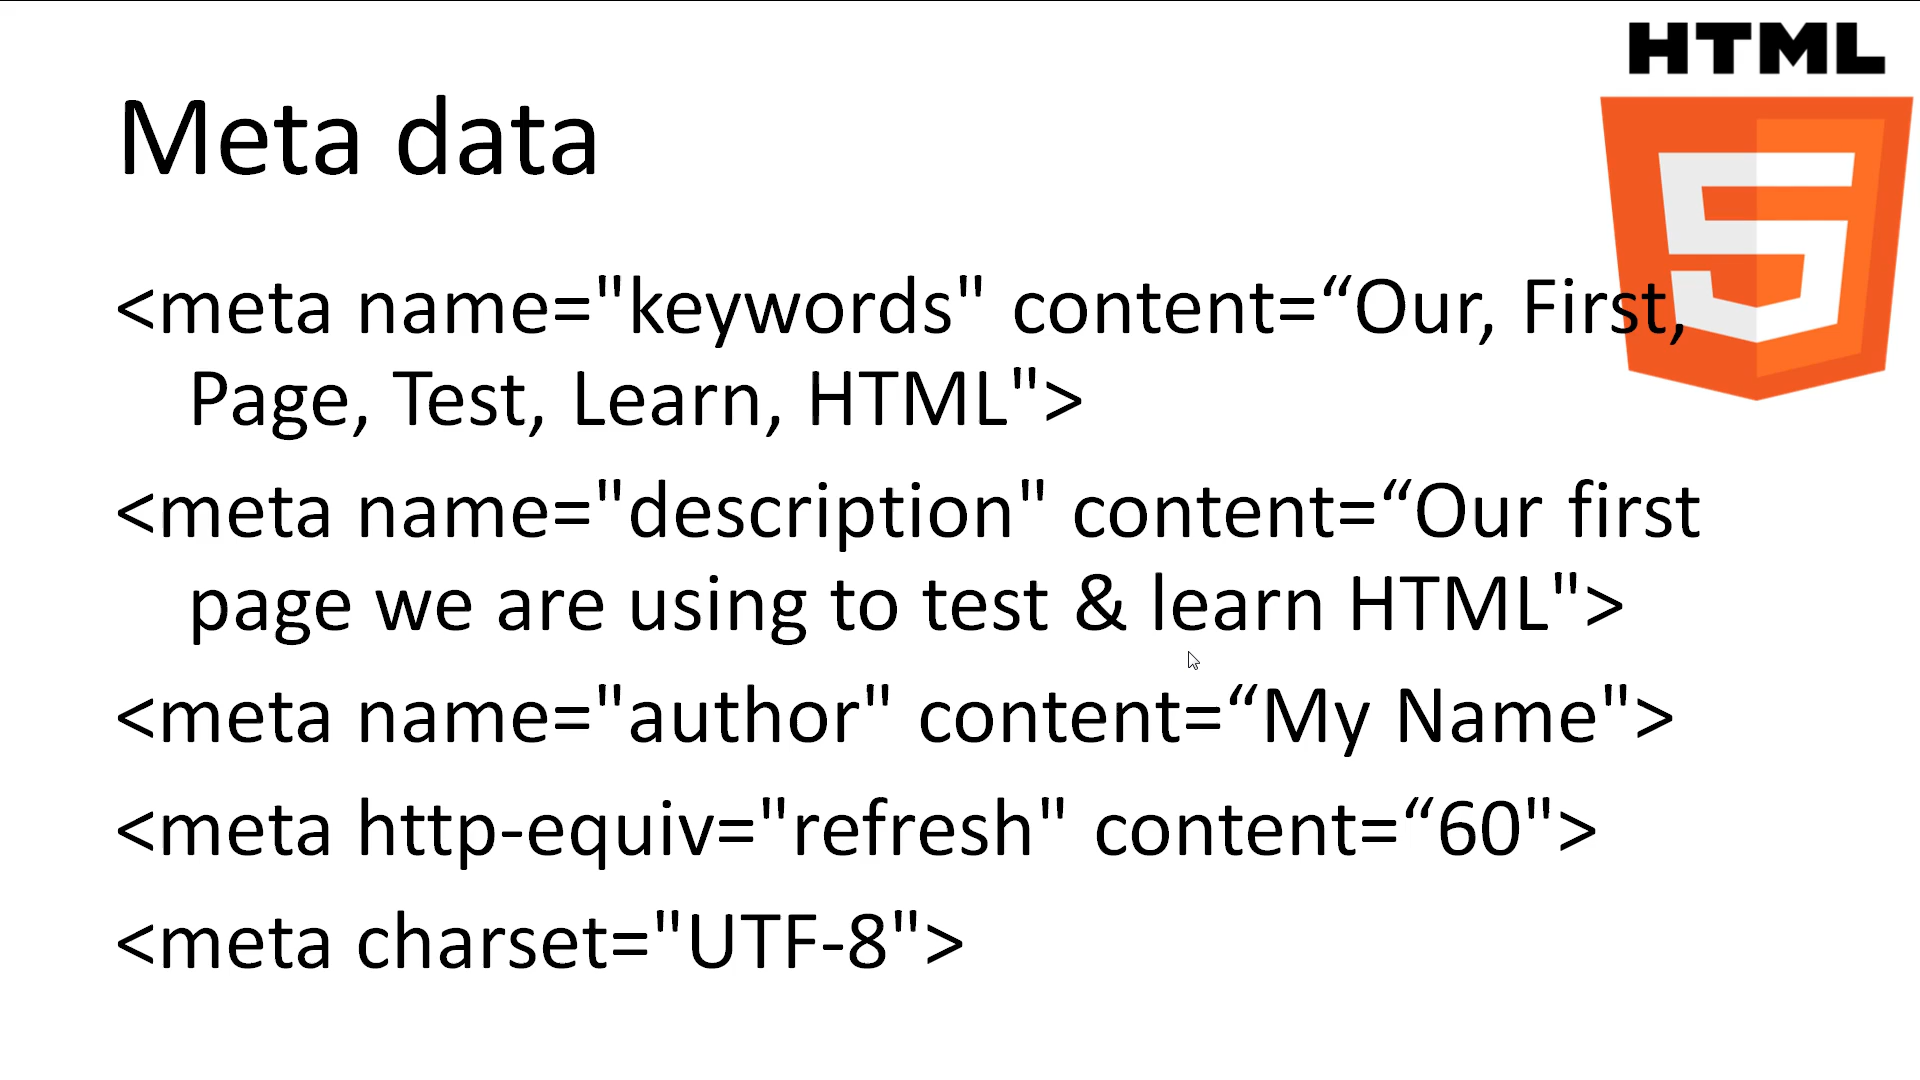 HTML
Meta data
<meta name="keywords" content=“Our, First,
Page, Test, Learn, HTML">
<meta name="description" content=“Our first
page we are using to test & learn HTML">
<meta name="author" content=“My Name">
<meta http-equiv="refresh" content=“60">
<meta charset="UTF-8">
5